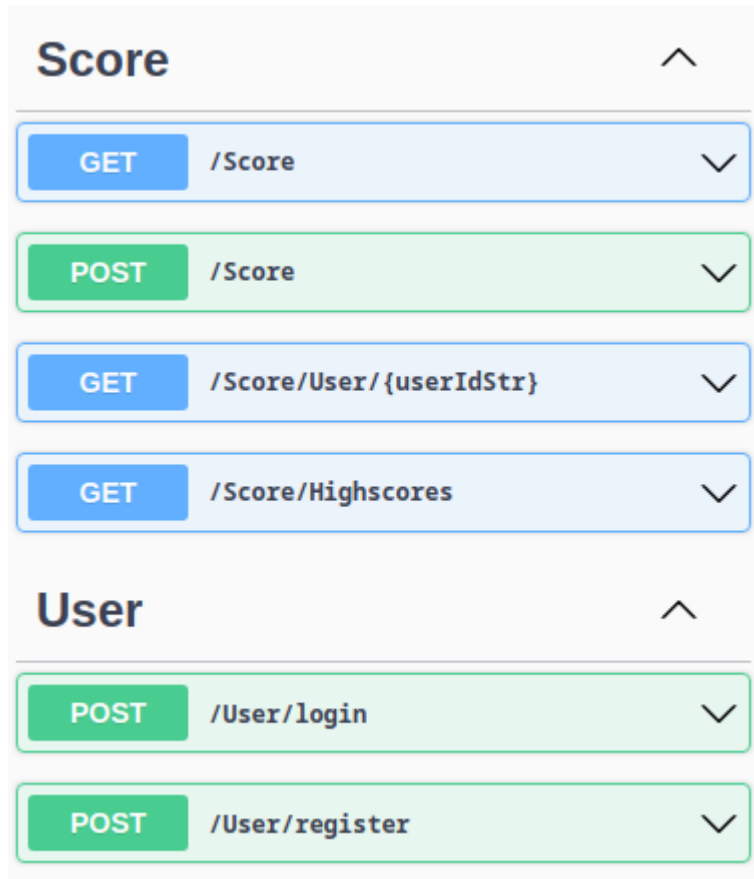 Score
GET /Score
POST /Score
GET /Score/User/{userIdStr}
GET /Score/Highscores
User
POST /User/login
POST /User/register